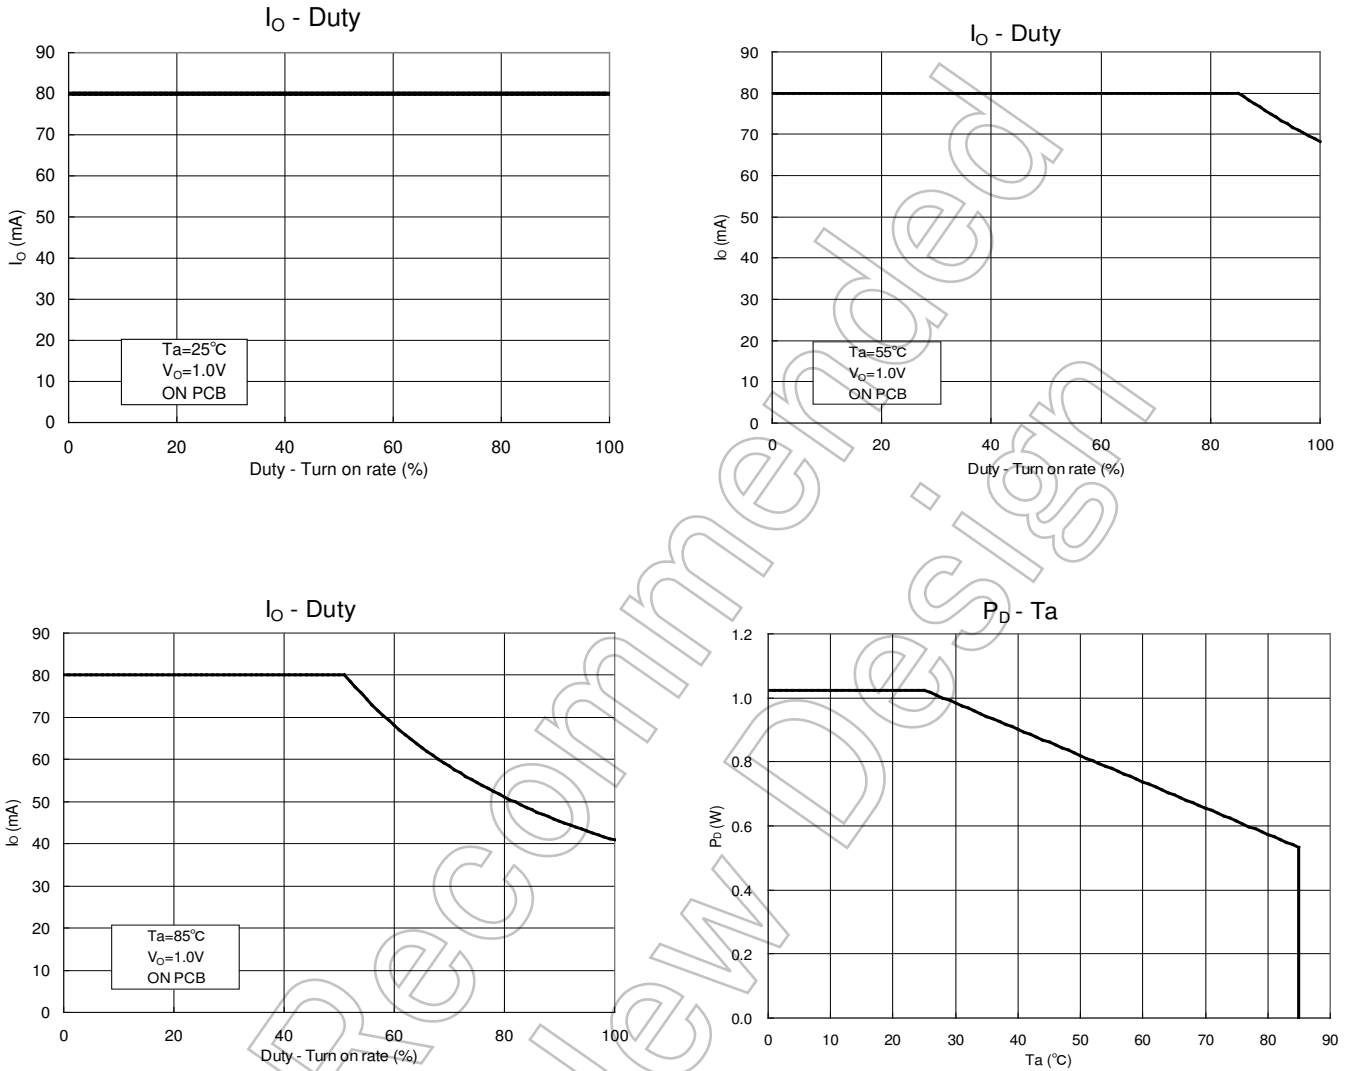 I_O - Duty
90
80
70
60
50
40
30
20
10
0
I_O (mA)
Ta=25°C
V_O=1.0V
ON PCB
0 20 40 60 80 100
Duty - Turn on rate (%)
I_O - Duty
90
80
70
60
50
40
30
20
10
0
I_O (mA)
Ta=55°C
V_O=1.0V
ON PCB
0 20 40 60 80 100
Duty - Turn on rate (%)
I_O - Duty
90
80
70
60
50
40
30
20
10
0
I_O (mA)
Ta=85°C
V_O=1.0V
ON PCB
0 20 40 60 80 100
Duty - Turn on rate (%)
P_D - Ta
1.2
1.0
0.8
0.6
0.4
0.2
0.0
P_D (W)
0 10 20 30 40 50 60 70 80 90
Ta (°C)
Recommended
ew Design